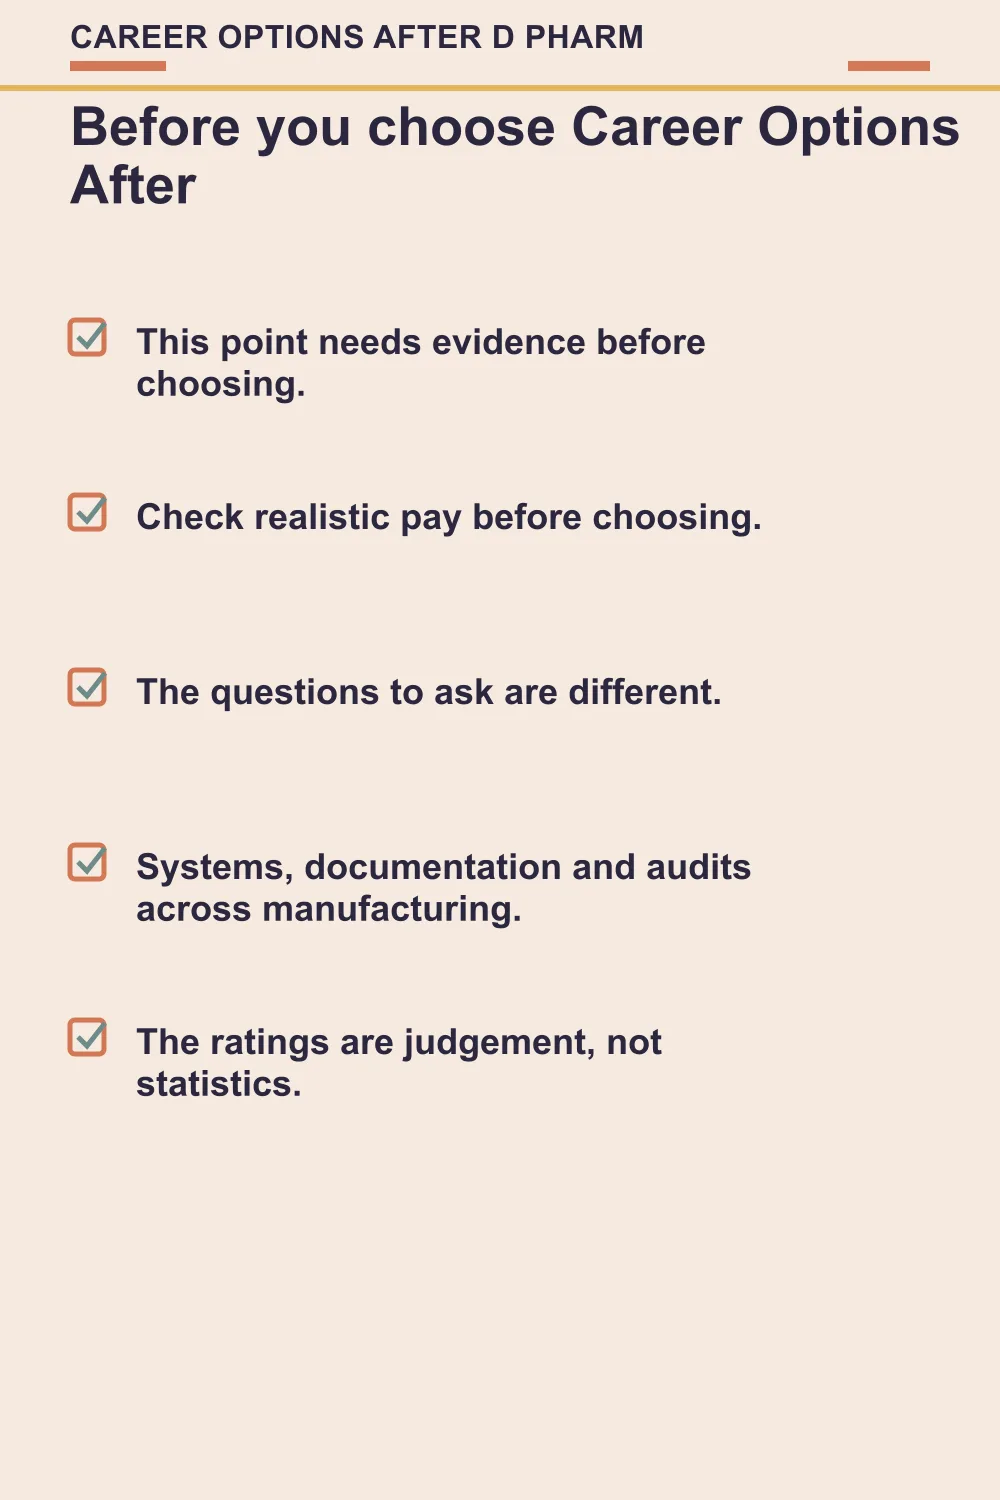 CAREER OPTIONS AFTER D PHARM
Before you choose Career Options
After
This point needs evidence before
choosing.
Check realistic pay before choosing.
The questions to ask are different.
Systems, documentation and audits
across manufacturing.
The ratings are judgement, not
statistics.